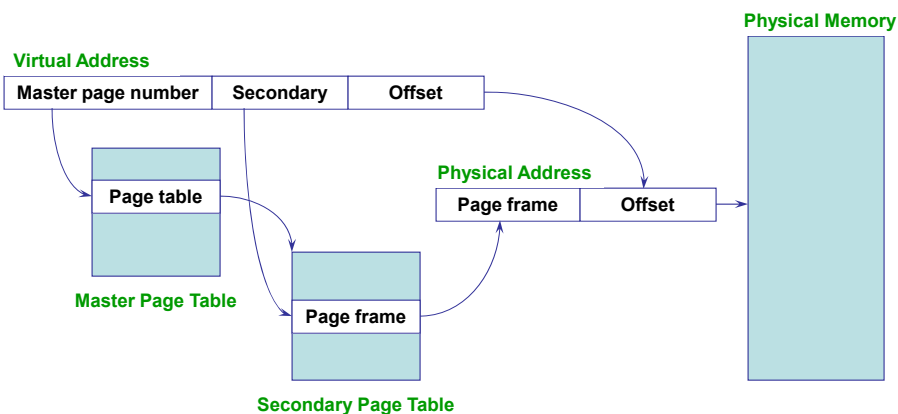 Physical Memory
Virtual Address
Master page number Secondary Offset
Physical Address
Page table
Page frame Offset
Master Page Table
Page frame
Secondary Page Table